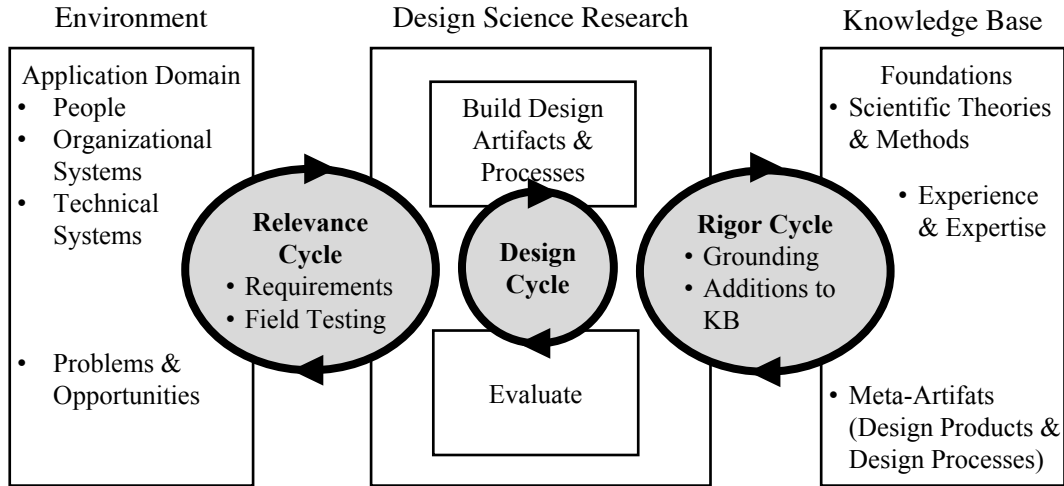 Environment
Application Domain
• People
• Organizational
Systems
• Technical
Systems
• Problems &
Opportunities
Relevance
Cycle
• Requirements
• Field Testing
Design Science Research
Build Design
Artifacts &
Processes
Design
Cycle
Evaluate
Rigor Cycle
• Grounding
• Additions to
KB
Knowledge Base
Foundations
• Scientific Theories
& Methods
• Experience
& Expertise
• Meta-Artifats
(Design Products &
Design Processes)